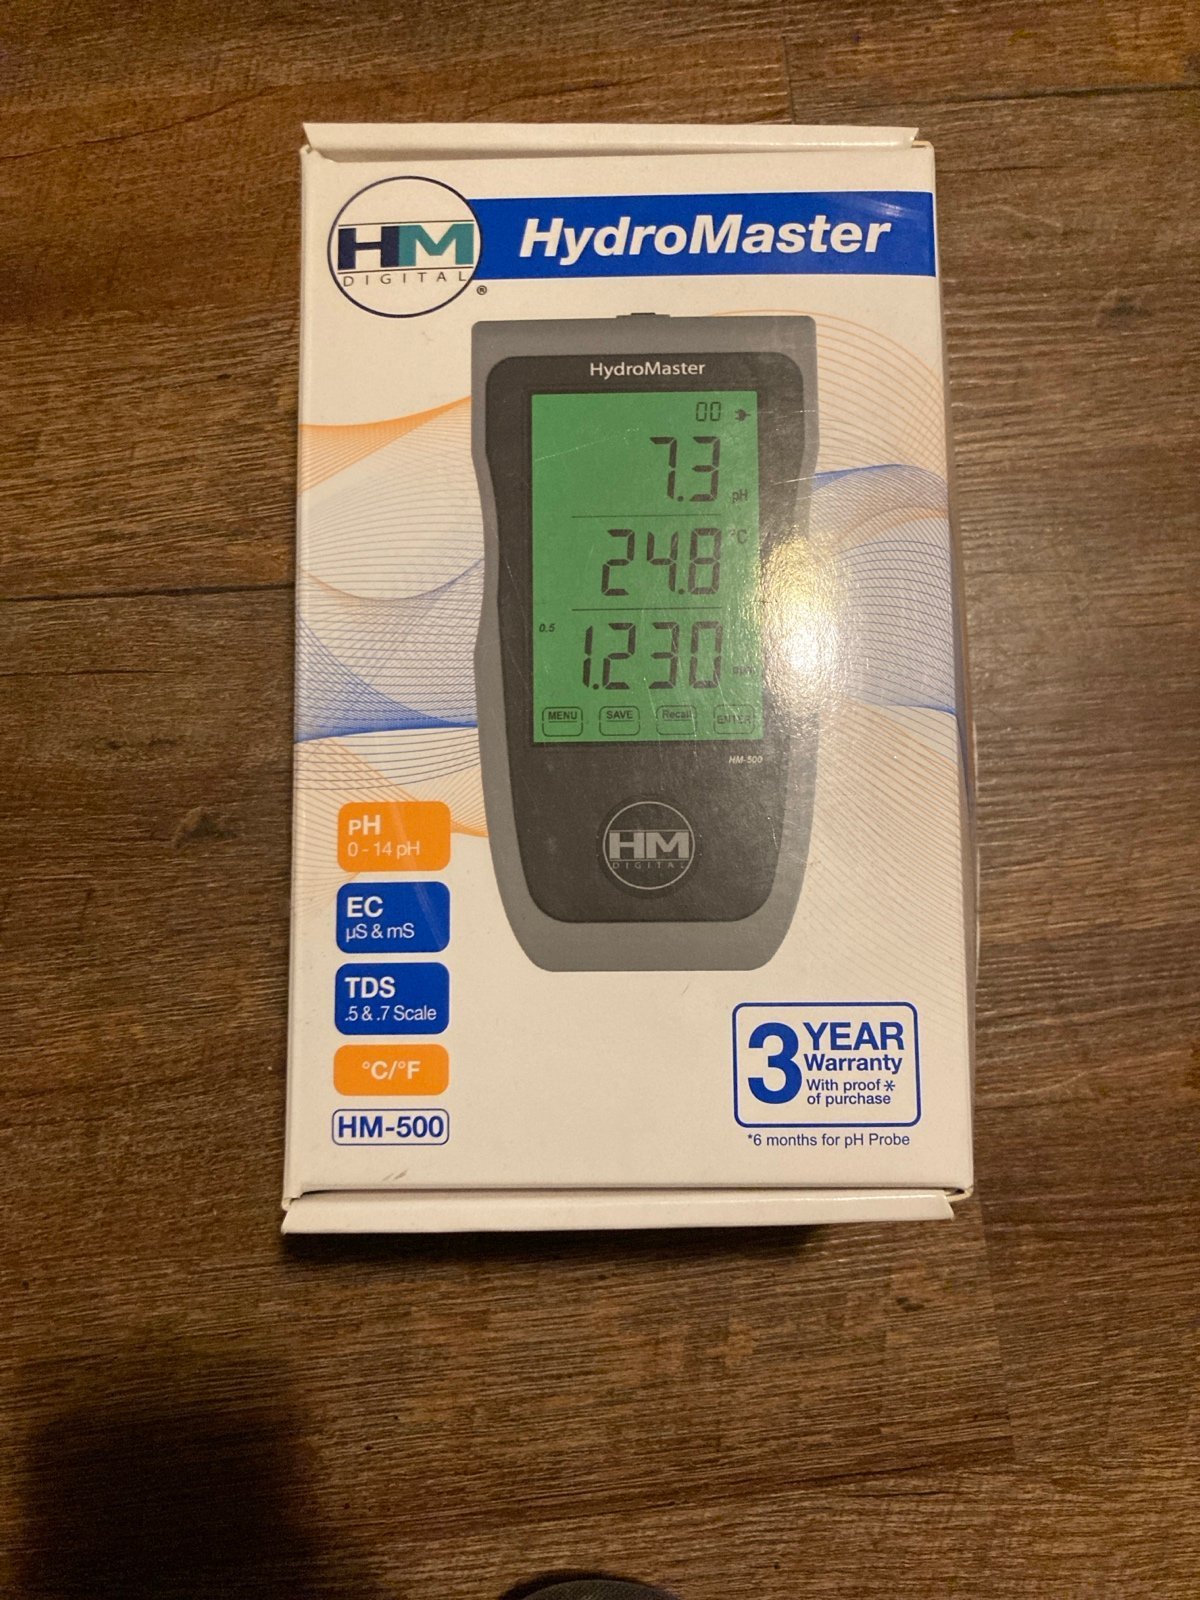 HM
DIGITAL
®
HydroMaster
HydroMaster
00
7.3
pH
24.8
°C
0.5
1.230
MENU SAVE Recall ENTER
HM-500
HM
DIGITAL
pH
0 - 14 pH
EC
µS & mS
TDS
.5 & .7 Scale
°C/°F
HM-500
3 YEAR
Warranty
With proof *
of purchase
*6 months for pH Probe